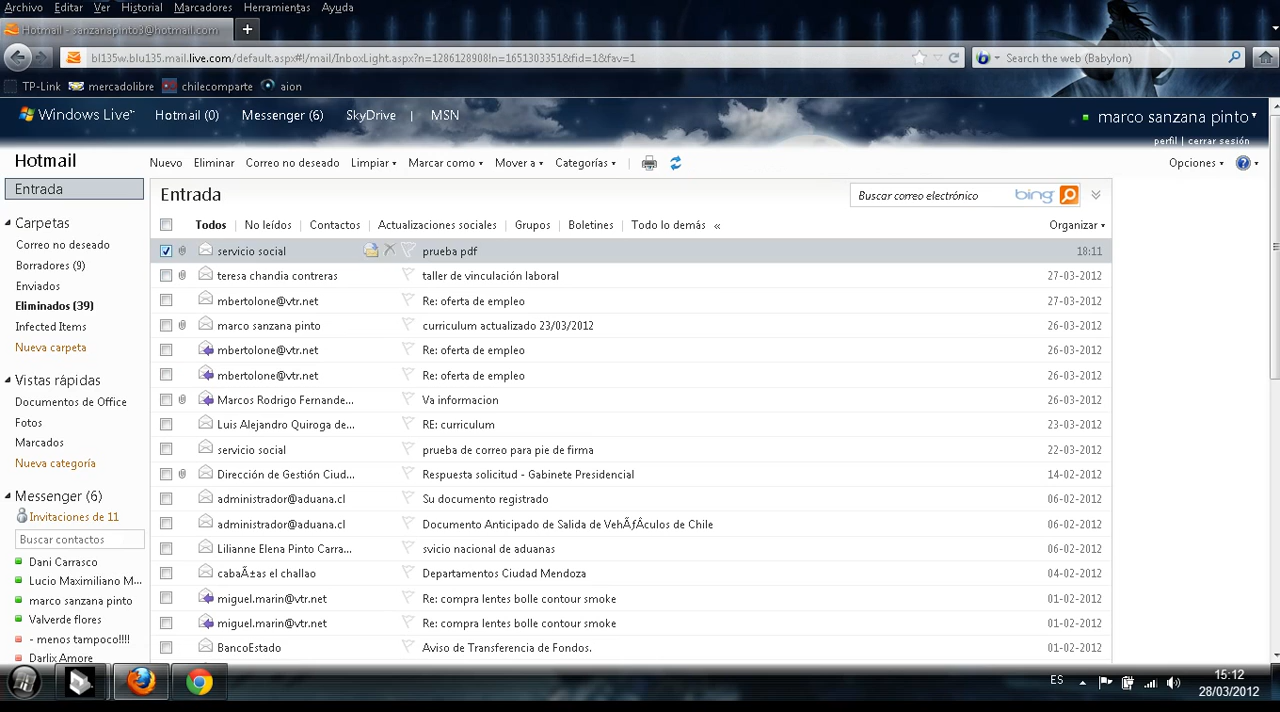 Archivo Editar Ver Historial Marcadores Herramientas Ayuda
Hotmail - sanzanapinto3@hotmail.com
bl135w.blu135.mail.live.com/default.aspx#!/mail/InboxLight.aspx?n=1286128908!n=1651303351&fid=1&fav=1
Search the web (Babylon)
TP-Link mercadolibre chilecomparte aion
Windows Live™ Hotmail (0) Messenger (6) SkyDrive MSN
marco sanzana pinto
perfil | cerrar sesión
Hotmail
Nuevo Eliminar Correo no deseado Limpiar Marcar como Mover a Categorías
Opciones
Entrada
Carpetas
Correo no deseado
Borradores (9)
Enviados
Eliminados (39)
Infected Items
Nueva carpeta
Vistas rápidas
Documentos de Office
Fotos
Marcados
Nueva categoría
Messenger (6)
Invitaciones de 11
Buscar contactos
Dani Carrasco
Lucio Maximiliano M...
marco sanzana pinto
Valverde flores
- menos tampoco!!!!
Darlix Amore
Entrada
Buscar correo electrónico bing
Todos No leídos Contactos Actualizaciones sociales Grupos Boletines Todo lo demás «
Organizar
servicio social prueba pdf 18:11
teresa chandia contreras taller de vinculación laboral 27-03-2012
mbertolone@vtr.net Re: oferta de empleo 27-03-2012
marco sanzana pinto curriculum actualizado 23/03/2012 26-03-2012
mbertolone@vtr.net Re: oferta de empleo 26-03-2012
mbertolone@vtr.net Re: oferta de empleo 26-03-2012
Marcos Rodrigo Fernande... Va informacion 26-03-2012
Luis Alejandro Quiroga de... RE: curriculum 23-03-2012
servicio social prueba de correo para pie de firma 22-03-2012
Dirección de Gestión Ciud... Respuesta solicitud - Gabinete Presidencial 14-02-2012
administrador@aduana.cl Su documento registrado 06-02-2012
administrador@aduana.cl Documento Anticipado de Salida de VehÃƒÂculos de Chile 06-02-2012
Lilianne Elena Pinto Carra... svicio nacional de aduanas 06-02-2012
cabaÃ±as el challao Departamentos Ciudad Mendoza 04-02-2012
miguel.marin@vtr.net Re: compra lentes bolle contour smoke 01-02-2012
miguel.marin@vtr.net Re: compra lentes bolle contour smoke 01-02-2012
BancoEstado Aviso de Transferencia de Fondos. 01-02-2012
ES
15:12
28/03/2012